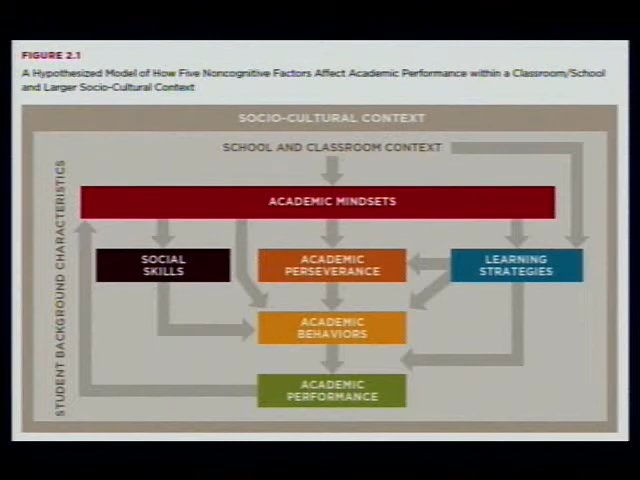 FIGURE 2.1
A Hypothesized Model of How Five Noncognitive Factors Affect Academic Performance within a Classroom/School
and Larger Socio-Cultural Context
SOCIO-CULTURAL CONTEXT
SCHOOL AND CLASSROOM CONTEXT
STUDENT BACKGROUND CHARACTERISTICS
ACADEMIC MINDSETS
SOCIAL
SKILLS
ACADEMIC
PERSEVERANCE
LEARNING
STRATEGIES
ACADEMIC
BEHAVIORS
ACADEMIC
PERFORMANCE